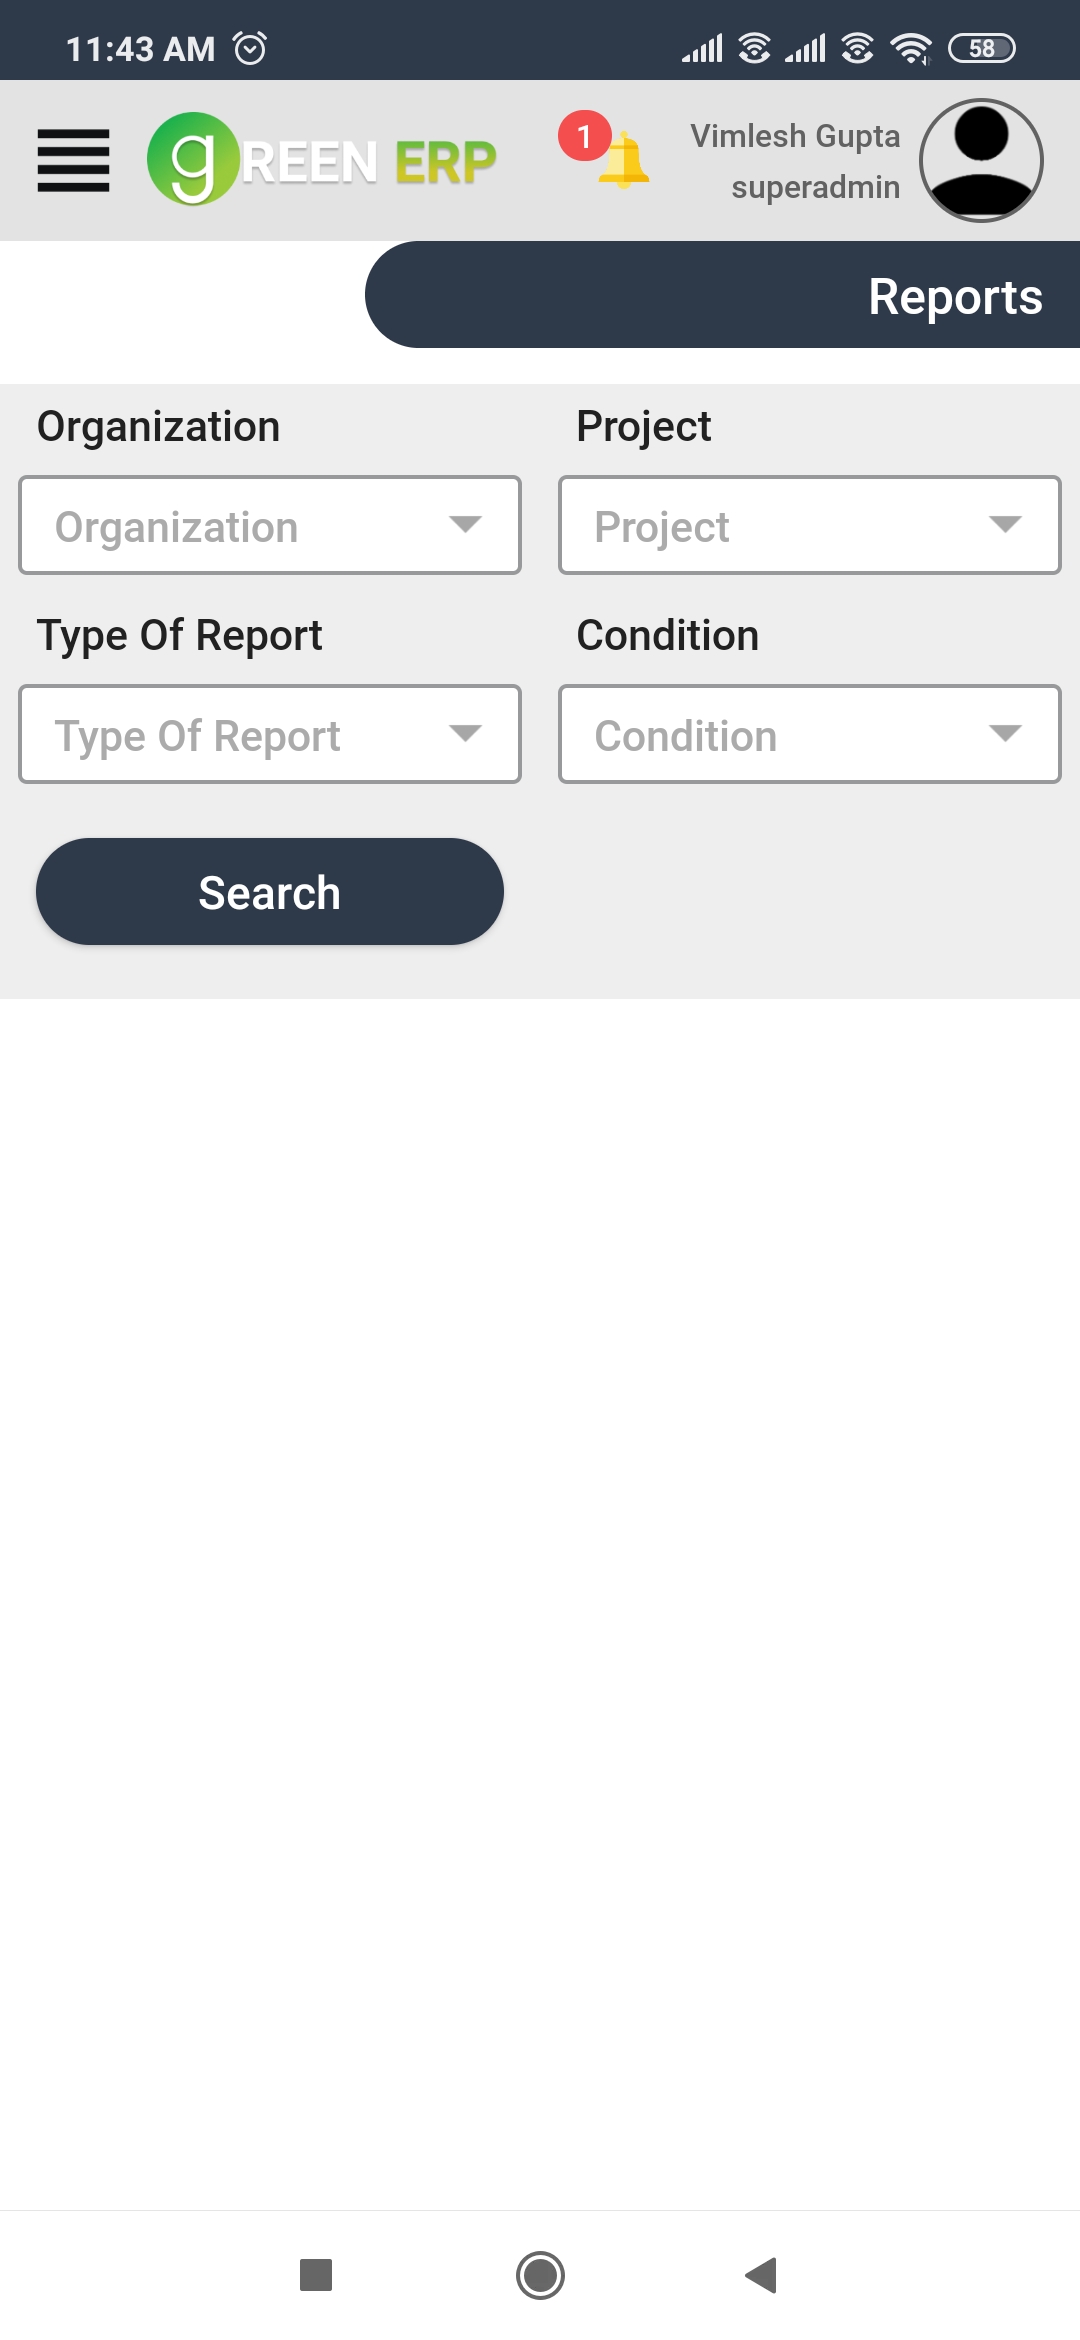 11:43 AM
58
gREEN ERP
1
Vimlesh Gupta
superadmin
Reports
Organization
Project
Organization
Project
Type Of Report
Condition
Type Of Report
Condition
Search